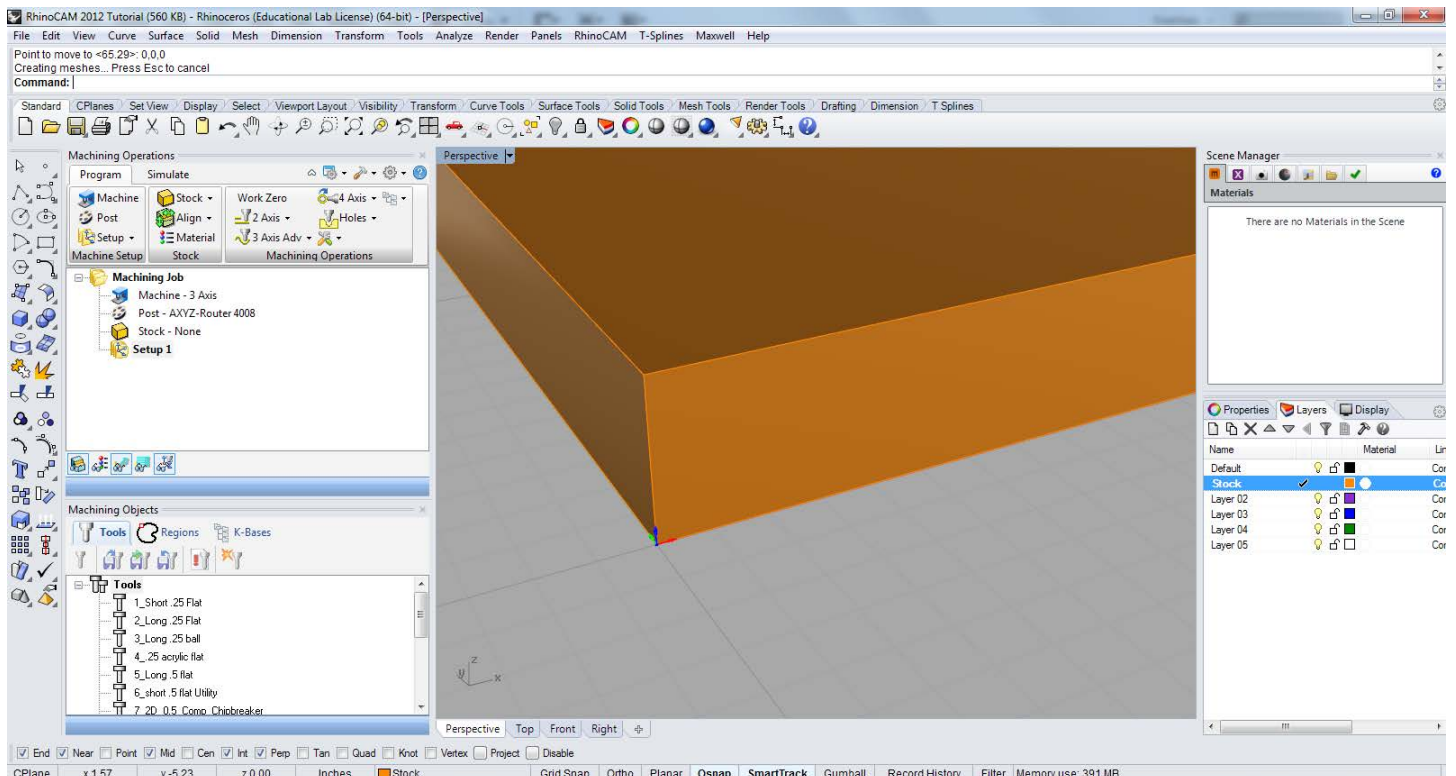 RhinoCAM 2012 Tutorial (560 KB) - Rhinoceros (Educational Lab License) (64-bit) - [Perspective]
File Edit View Curve Surface Solid Mesh Dimension Transform Tools Analyze Render Panels RhinoCAM T-Splines Maxwell Help
Point to move to <65.29>: 0,0,0
Creating meshes... Press Esc to cancel
Command:
Standard CPlanes Set View Display Select Viewport Layout Visibility Transform Curve Tools Surface Tools Solid Tools Mesh Tools Render Tools Drafting Dimension T Splines
Machining Operations
Program Simulate
Machine Stock Work Zero 4 Axis
Post Align 2 Axis Holes
Setup Material 3 Axis Adv
Machine Setup Stock Machining Operations
Machining Job
Machine - 3 Axis
Post - AXYZ-Router 4008
Stock - None
Setup 1
Machining Objects
Tools Regions K-Bases
Tools
1_Short .25 Flat
2_Long .25 Flat
3_Long .25 ball
4_.25 acrylic flat
5_Long .5 flat
6_short .5 flat Utility
7_2D_0.5_Comp_Chipbreaker
Perspective
z
y x
Perspective Top Front Right
Scene Manager
Materials
There are no Materials in the Scene
Properties Layers Display
Name Material Lin
Default Cor
Stock Co
Layer 02 Cor
Layer 03 Cor
Layer 04 Cor
Layer 05 Cor
End Near Point Mid Cen Int Perp Tan Quad Knot Vertex Project Disable
CPlane x 1.57 y -5.23 z 0.00 Inches Stock Grid Snap Ortho Planar Osnap SmartTrack Gumball Record History Filter Memory use: 391 MB